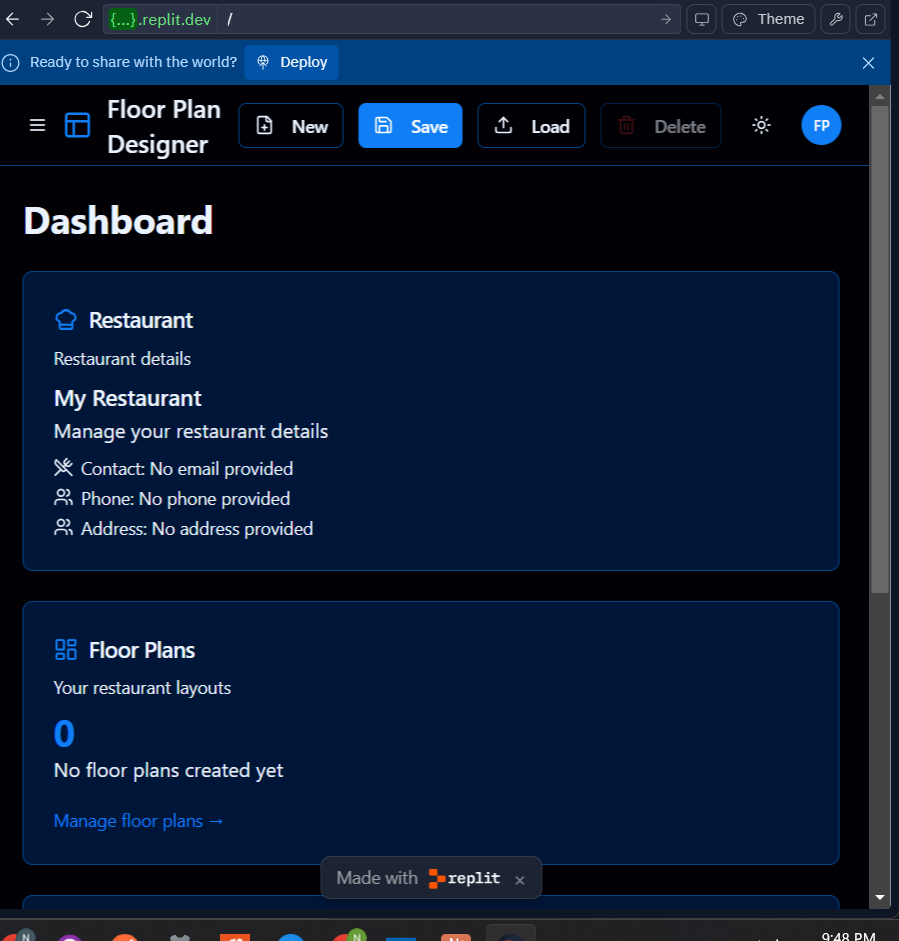 {...}.replit.dev /
Theme
Ready to share with the world? Deploy
Floor Plan
Designer
New
Save
Load
Delete
FP
Dashboard
Restaurant
Restaurant details
My Restaurant
Manage your restaurant details
Contact: No email provided
Phone: No phone provided
Address: No address provided
Floor Plans
Your restaurant layouts
0
No floor plans created yet
Manage floor plans →
Made with replit
N
N
9:48 PM